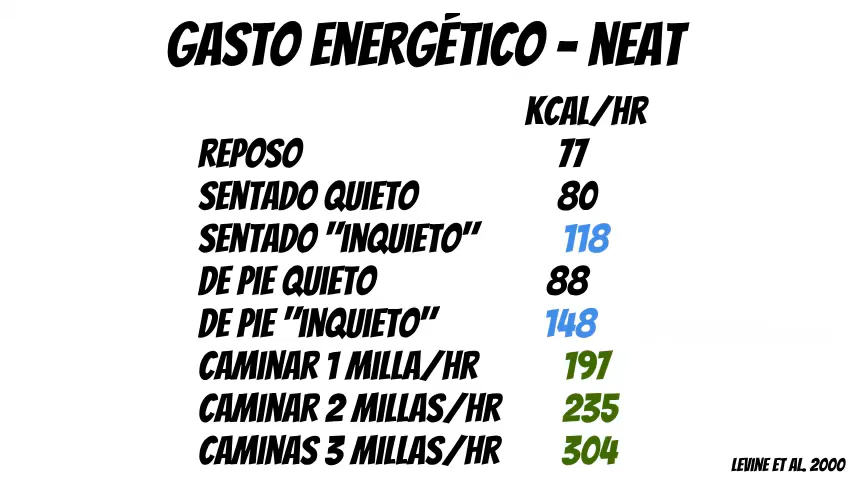 GASTO ENERGÉTICO - NEAT
KCAL/HR
REPOSO 77
SENTADO QUIETO 80
SENTADO "INQUIETO" 118
DE PIE QUIETO 88
DE PIE "INQUIETO" 148
CAMINAR 1 MILLA/HR 197
CAMINAR 2 MILLAS/HR 235
CAMINAS 3 MILLAS/HR 304
LEVINE ET AL, 2000